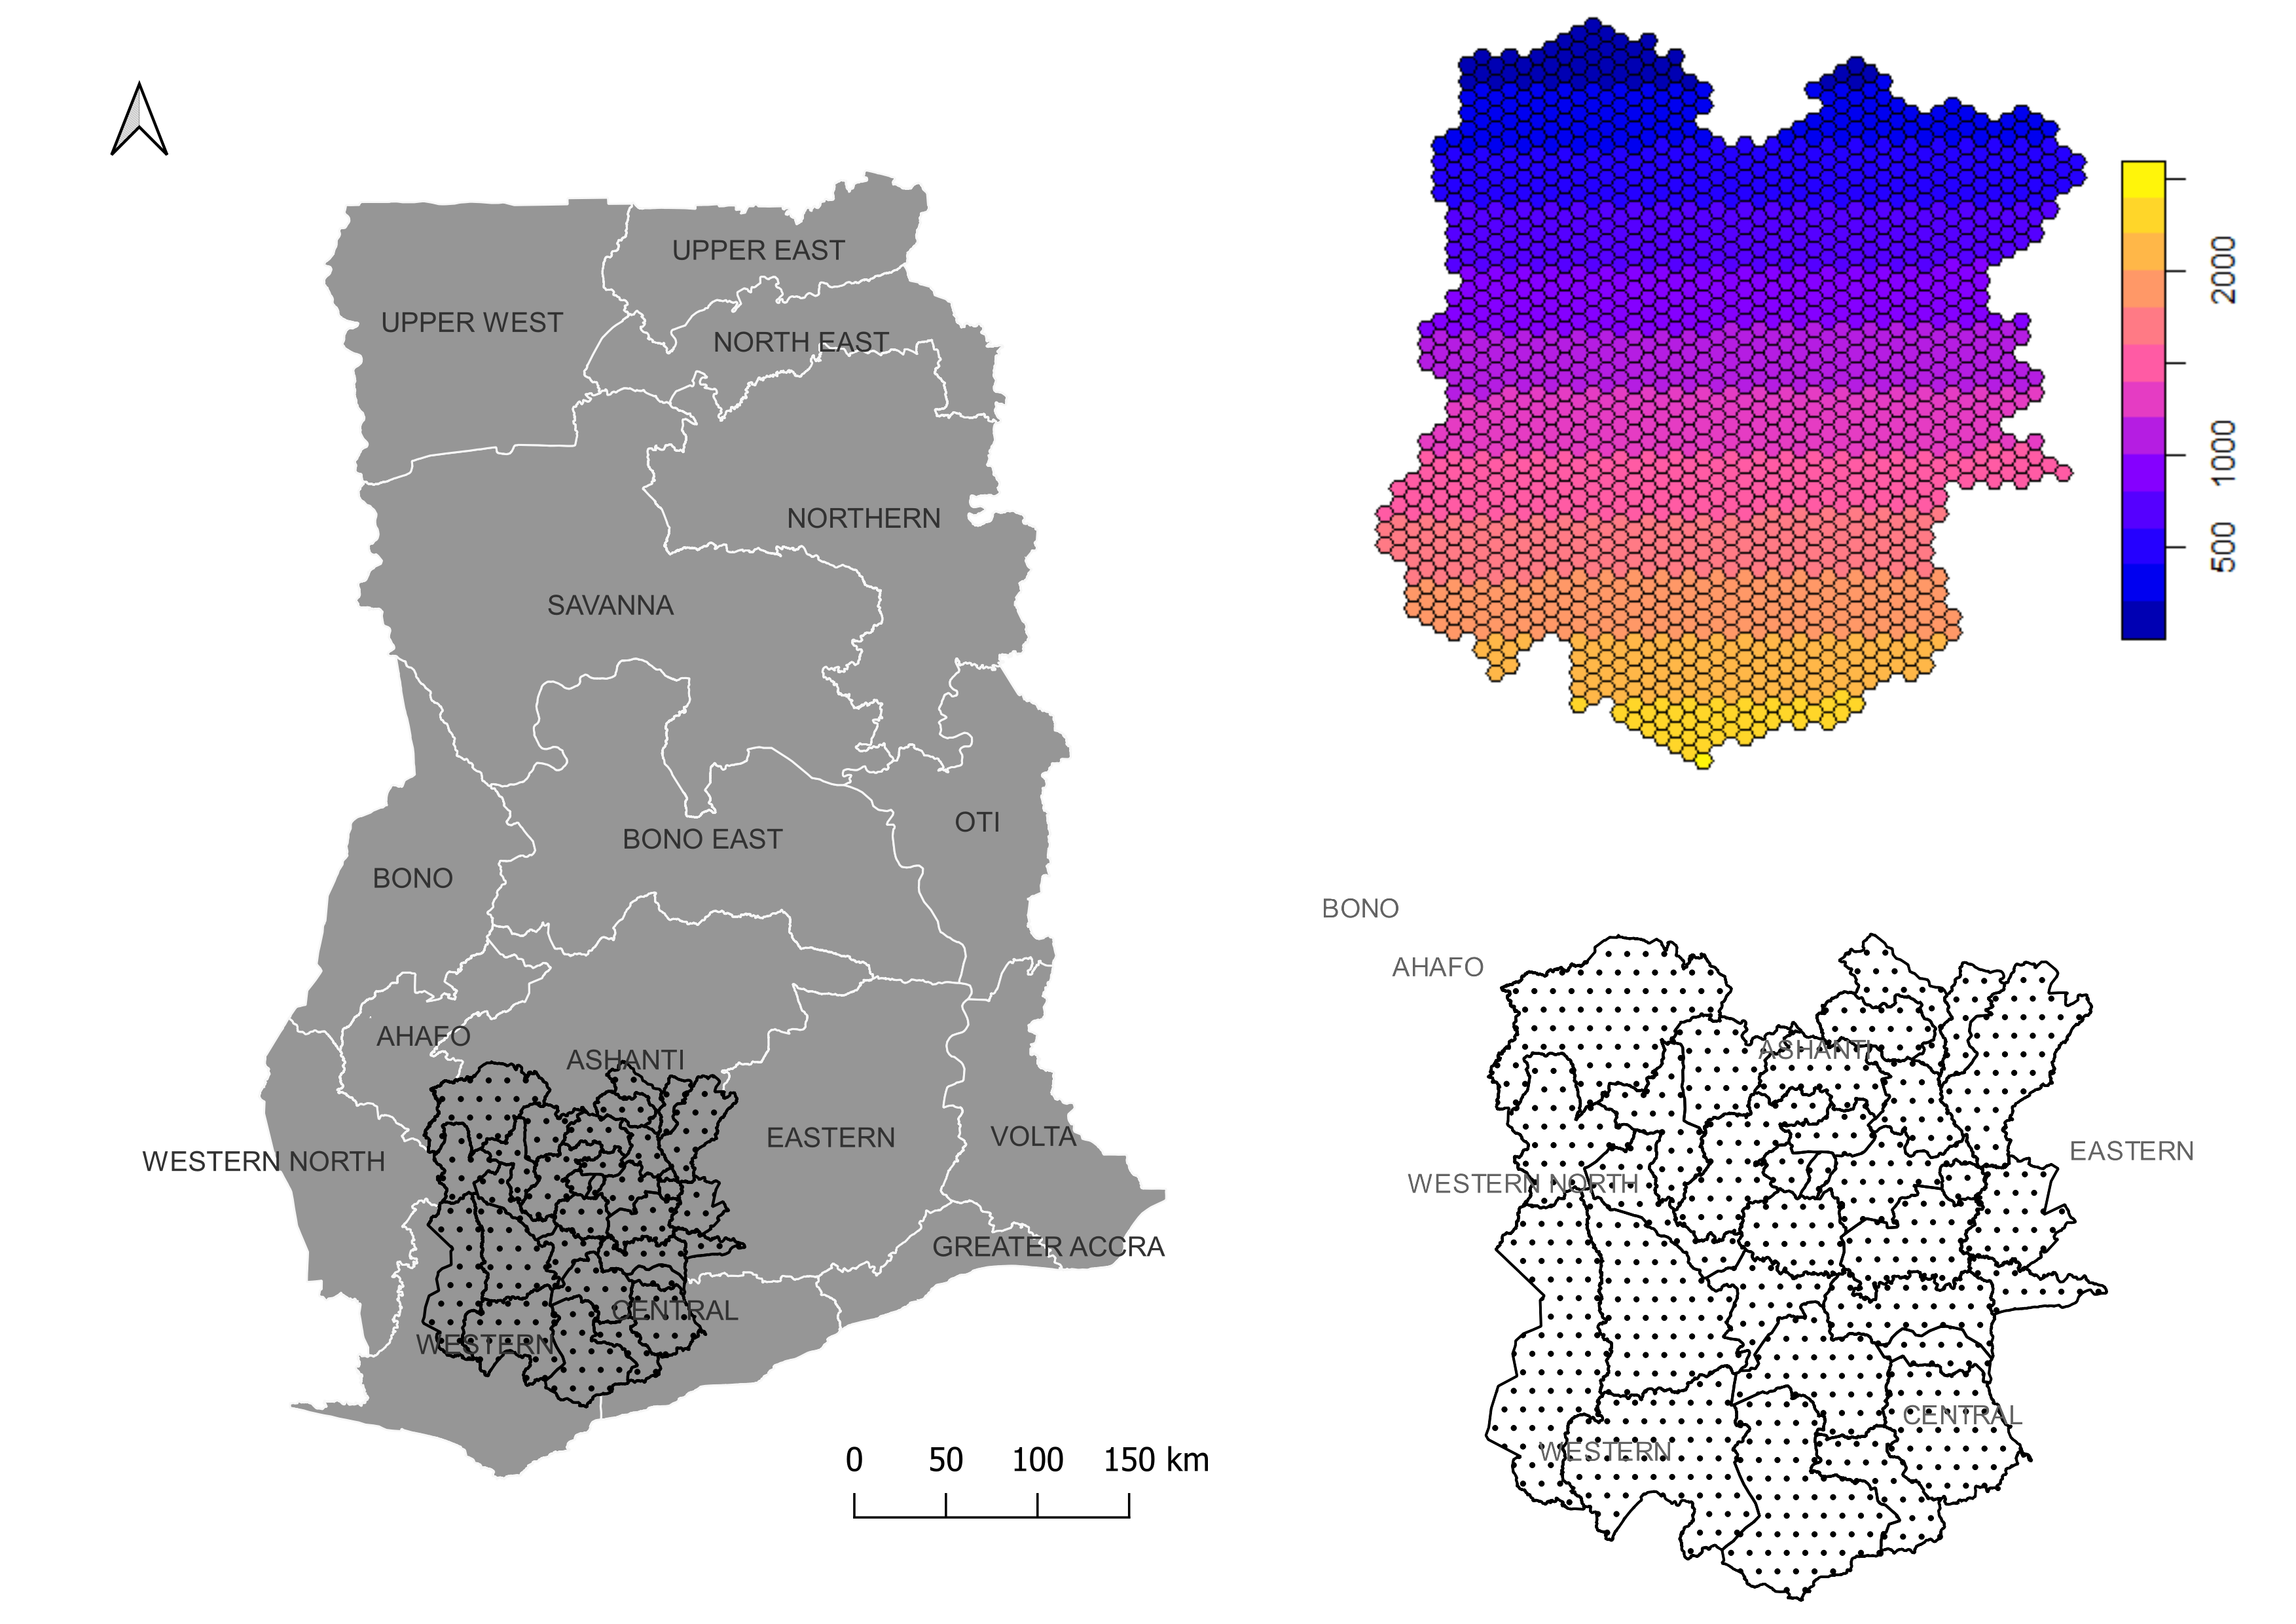 UPPER EAST
UPPER WEST
NORTH EAST
NORTHERN
SAVANNA
OTI
BONO EAST
BONO
AHAFO
ASHANTI
EASTERN
VOLTA
WESTERN NORTH
GREATER ACCRA
CENTRAL
WESTERN
0 50 100 150 km
2000
1000
500
BONO
AHAFO
ASHANTI
EASTERN
WESTERN NORTH
CENTRAL
WESTERN